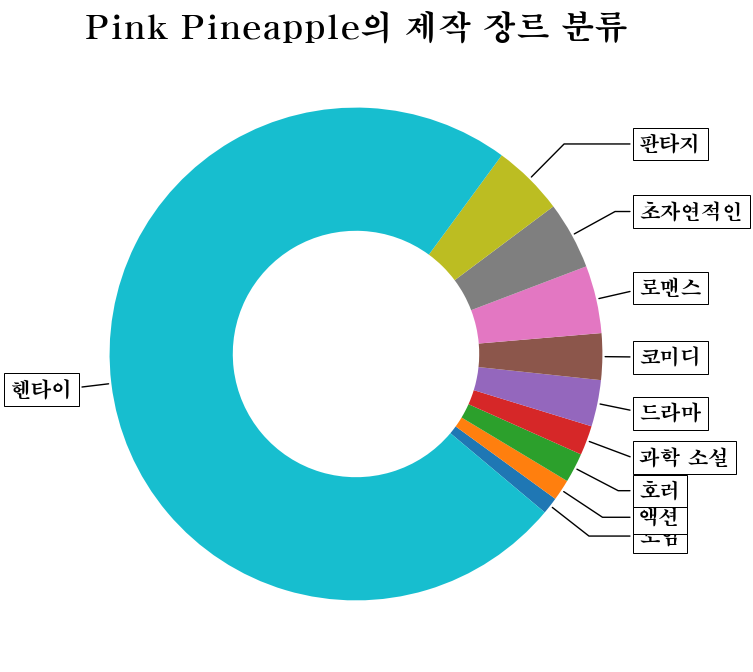 Pink Pineapple의 제작 장르 분류
판타지
초자연적인
로맨스
코미디
헨타이
드라마
과학 소설
호러
액션